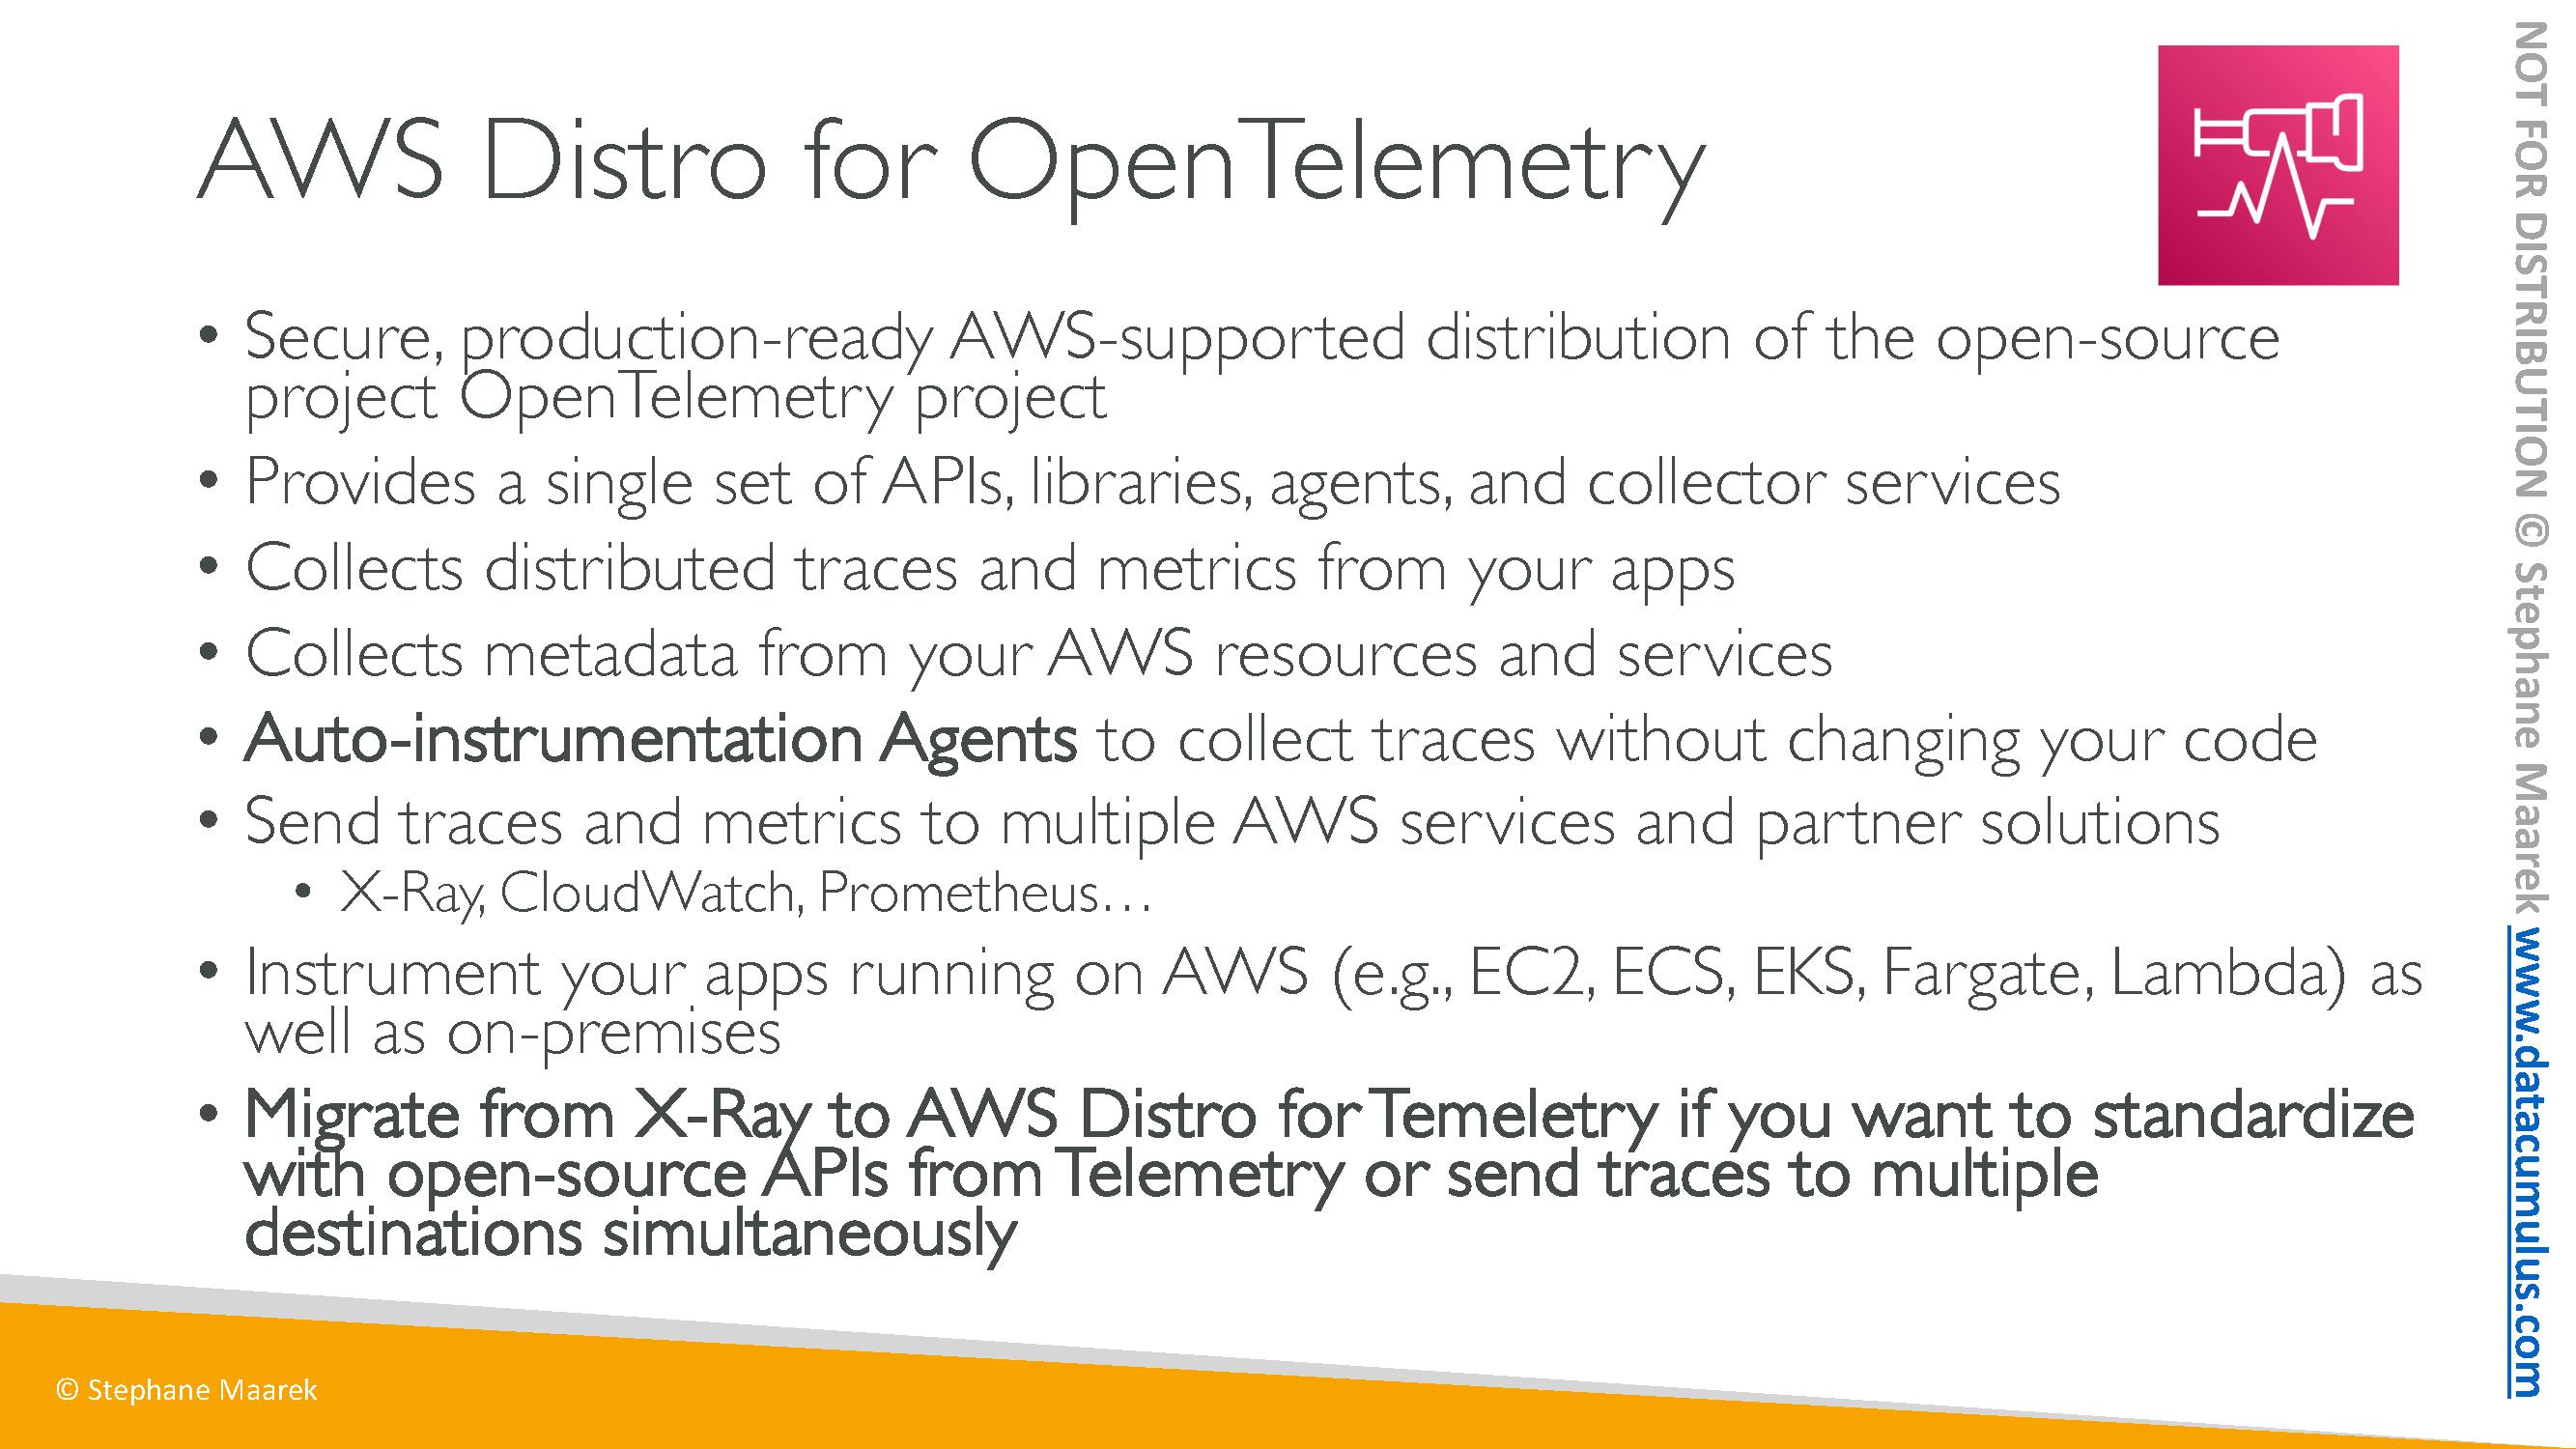 AWS Distro for OpenTelemetry
• Secure, production-ready AWS-supported distribution of the open-source
project OpenTelemetry project
• Provides a single set of APIs, libraries, agents, and collector services
• Collects distributed traces and metrics from your apps
• Collects metadata from your AWS resources and services
• Auto-instrumentation Agents to collect traces without changing your code
• Send traces and metrics to multiple AWS services and partner solutions
• X-Ray, CloudWatch, Prometheus…
• Instrument your apps running on AWS (e.g., EC2, ECS, EKS, Fargate, Lambda) as
well as on-premises
• Migrate from X-Ray to AWS Distro for Temeletry if you want to standardize
with open-source APIs from Telemetry or send traces to multiple
destinations simultaneously
© Stephane Maarek
NOT FOR DISTRIBUTION © Stephane Maarek www.datacumulus.com